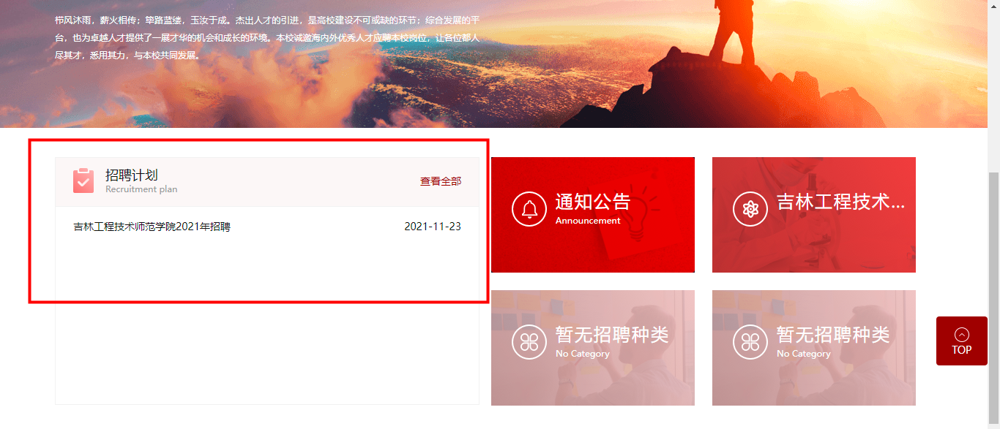 栉风沐雨，薪火相传；筚路蓝缕，玉汝于成。杰出人才的引进，是高校建设不可或缺的环节；综合发展的平
台，也为卓越人才提供了一展才华的机会和成长的环境。本校诚邀海内外优秀人才应聘本校岗位，让各位都人
尽其才，悉用其力，与本校共同发展。
招聘计划
查看全部
Recruitment plan
吉林工程技术师范学院2021年招聘
2021-11-23
通知公告
Announcement
吉林工程技术...
暂无招聘种类
No Category
暂无招聘种类
No Category
TOP